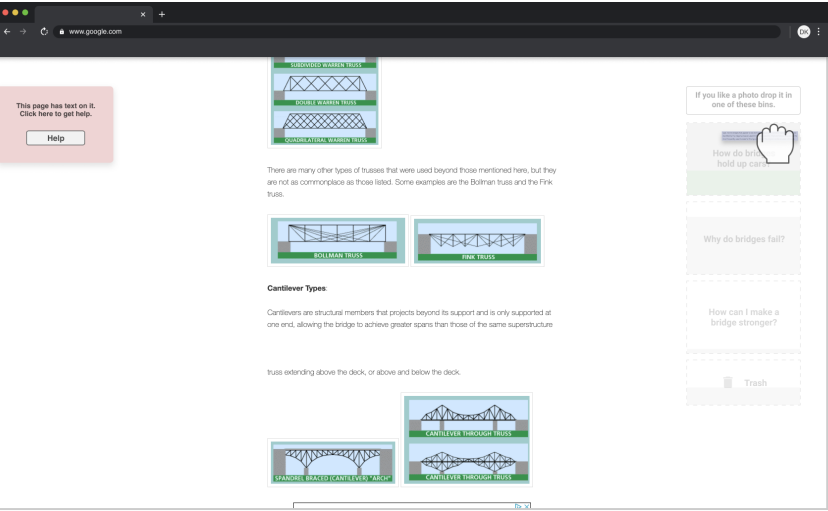 www.google.com
DK
SUBDIVIDED WARREN TRUSS
DOUBLE WARREN TRUSS
QUADRILATERAL WARREN TRUSS
This page has text on it.
Click here to get help.
Help
If you like a photo drop it in
one of these bins.
How do
hold up cars?
Why do bridges fail?
How can I make a
bridge stronger?
Trash
There are many other types of trusses that were used beyond those mentioned here, but they
are not as commonplace as those listed. Some examples are the Bollman truss and the Fink
truss.
BOLLMAN TRUSS
FINK TRUSS
Cantilever Types:
Cantilevers are structural members that projects beyond its support and is only supported at
one end, allowing the bridge to achieve greater spans than those of the same superstructure
truss extending above the deck, or above and below the deck.
CANTILEVER THROUGH TRUSS
SPANDREL BRACED (CANTILEVER) "ARCH"
CANTILEVER THROUGH TRUSS